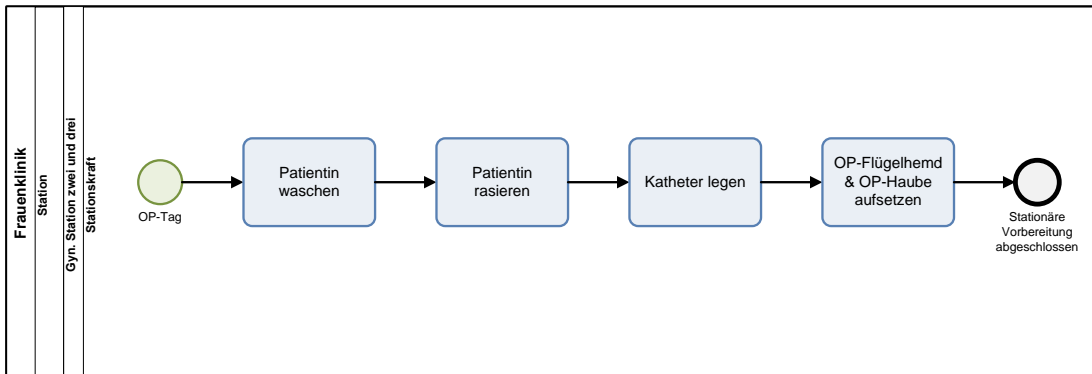 Frauenklinik
Station
Gyn. Station zwei und drei
Stationskraft
OP-Tag
Patientin
waschen
Patientin
rasieren
Katheter legen
OP-Flügelhemd
& OP-Haube
aufsetzen
Stationäre
Vorbereitung
abgeschlossen